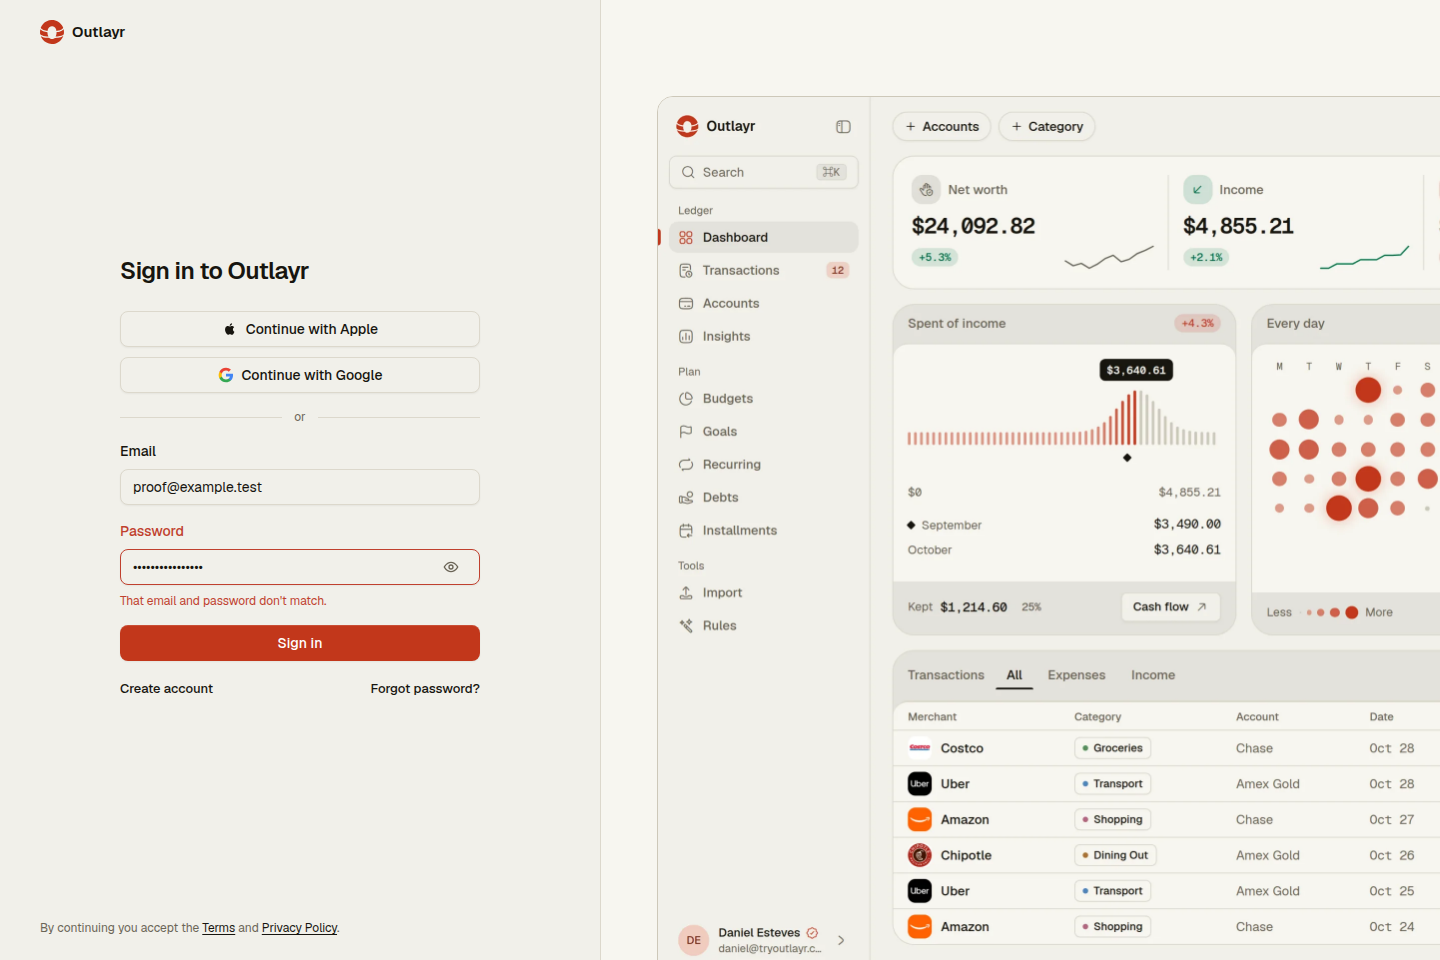 Outlayr
Sign in to Outlayr
Continue with Apple
Continue with Google
or
Email
proof@example.test
Password
••••••••••••••••
That email and password don't match.
Sign in
Create account
Forgot password?
By continuing you accept the Terms and Privacy Policy.
Outlayr
Search
⌘K
Ledger
Dashboard
Transactions
12
Accounts
Insights
Plan
Budgets
Goals
Recurring
Debts
Installments
Tools
Import
Rules
DE
Daniel Esteves
daniel@tryoutlayr.c...
+ Accounts
+ Category
Net worth
$24,092.82
+5.3%
Income
$4,855.21
+2.1%
Spent of income
+4.3%
$3,640.61
$0
$4,855.21
September
$3,490.00
October
$3,640.61
Kept $1,214.60 25%
Cash flow
Every day
M T W T F S
Less
More
Transactions
All
Expenses
Income
Merchant Category Account Date
Costco Groceries Chase Oct 28
Uber Uber Transport Amex Gold Oct 28
Amazon Shopping Chase Oct 27
Chipotle Dining Out Amex Gold Oct 26
Uber Uber Transport Amex Gold Oct 25
Amazon Shopping Chase Oct 24